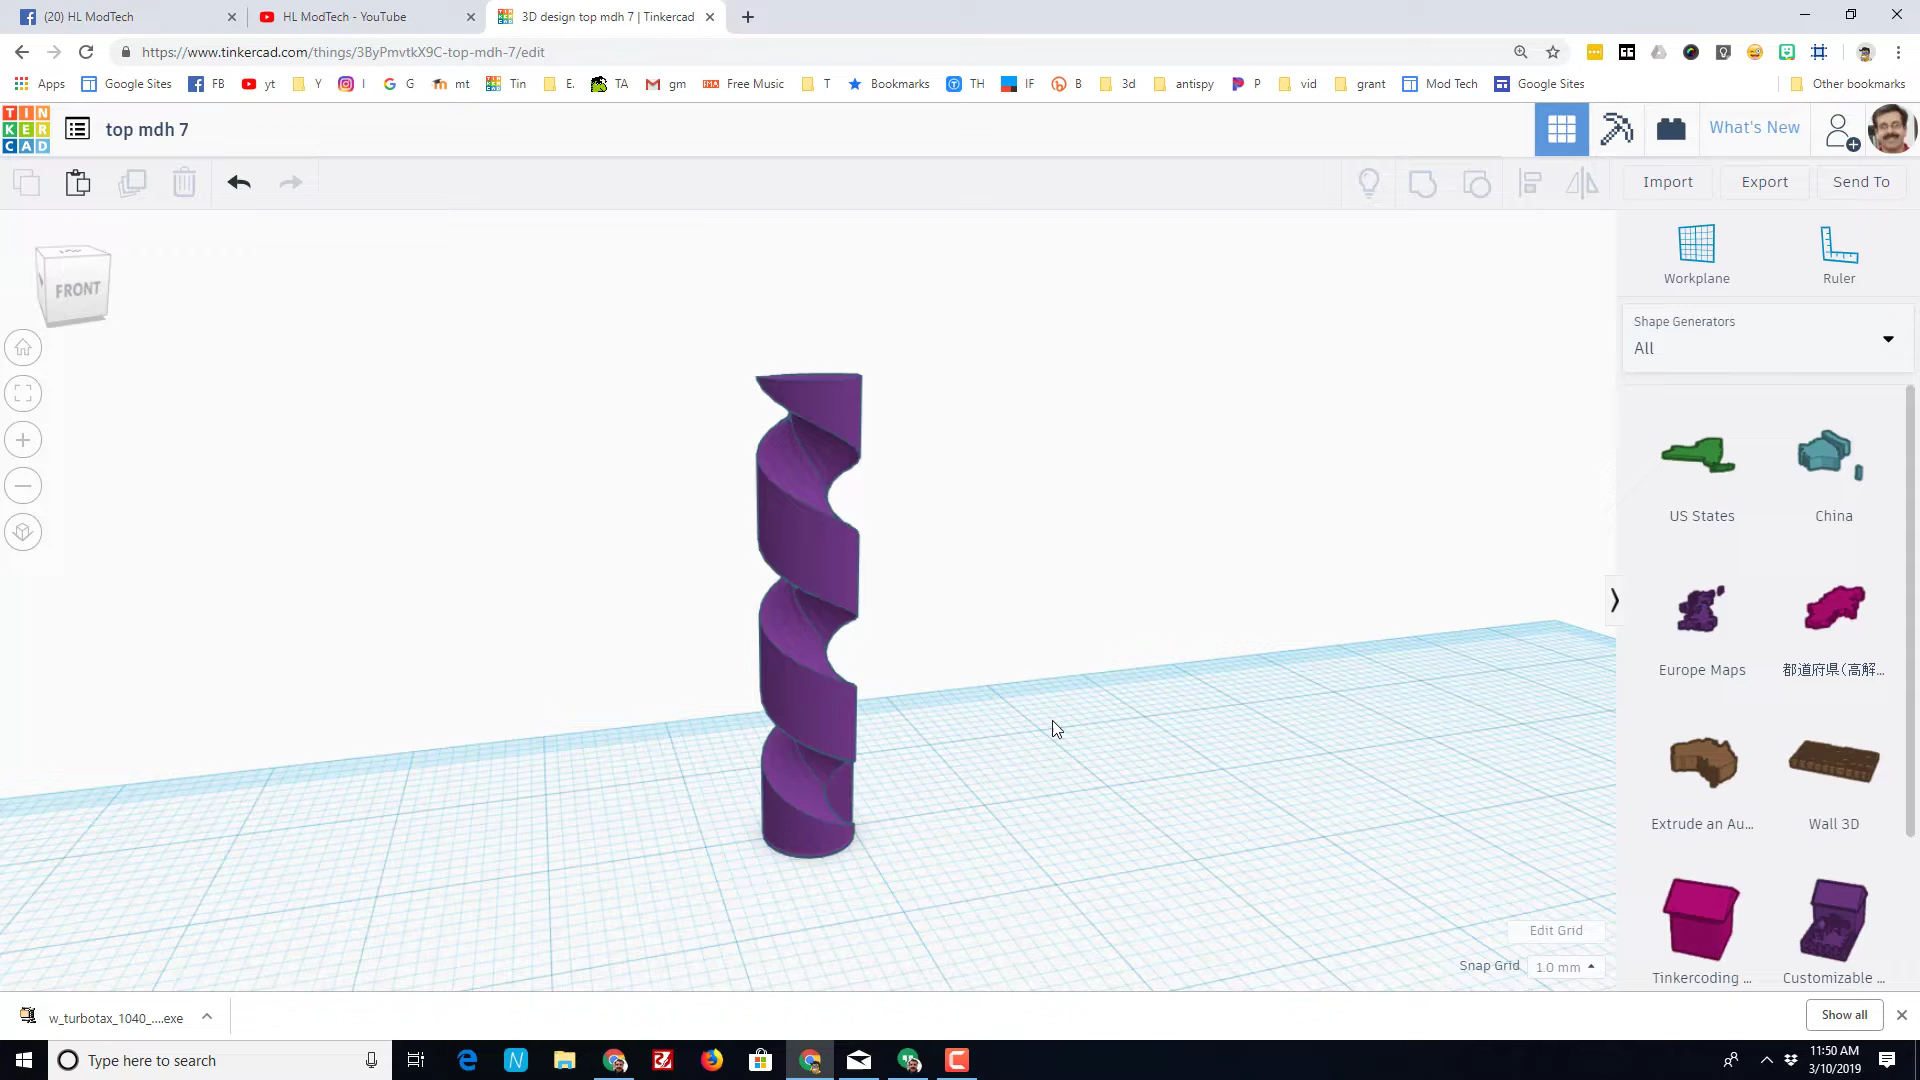 (20) HL ModTech
HL ModTech - YouTube
3D design top mdh 7 | Tinkercad
https://www.tinkercad.com/things/3ByPmvtkX9C-top-mdh-7/edit
Apps Google Sites FB yt Y I G mt Tin E. TA gm Free Music T Bookmarks TH IF B 3d antispy P vid grant Mod Tech Google Sites Other bookmarks
TIN
KER
CAD
top mdh 7
What's New
Import Export Send To
FRONT
Workplane Ruler
Shape Generators
All
US States China
Europe Maps 都道府県(高解...
Extrude an Au... Wall 3D
Tinkercoding ... Customizable ...
Edit Grid
Snap Grid 1.0 mm
w_turbotax_1040_....exe
Show all
Type here to search
11:50 AM
3/10/2019